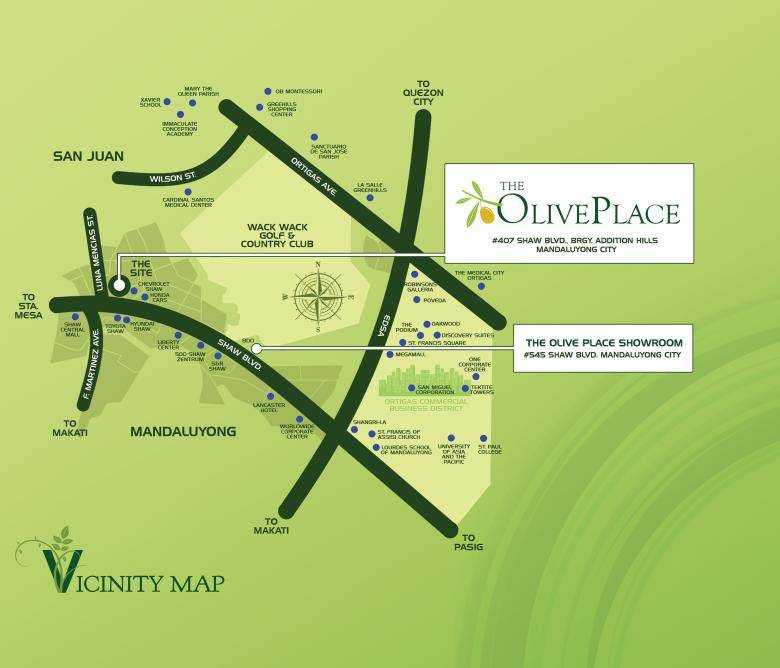 TO
QUEZON
CITY
MARY THE
QUEEN PARISH
XAVIER
SCHOOL
IMMACULATE
CONCEPTION
ACADEMY
OB MONTESSORI
GREEHILLS
SHOPPING
CENTER
SANCTUARIO
DE SAN JOSE
PARISH
SAN JUAN
WILSON ST.
ORTIGAS AVE.
LA SALLE
GREENHILLS
CARDINAL SANTOS
MEDICAL CENTER
THE
OLIVEPLACE
#407 SHAW BLVD., BRGY. ADDITION HILLS
MANDALUYONG CITY
WACK WACK
GOLF &
COUNTRY CLUB
LUNA MENCIAS ST.
THE
SITE
N
E
S
W
CHEVROLET
SHAW
HONDA
CARS
TO
STA.
MESA
ROBINSONS
GALLERIA
THE MEDICAL CITY
ORTIGAS
POVEDA
EDSA
SHAW
CENTRAL
MALL
TOYOTA
SHAW
HYUNDAI
SHAW
LIBERTY
CENTER
500 SHAW
ZENTRUM
S&R
SHAW
SHAW BLVD.
THE
PODIUM
OAKWOOD
DISCOVERY SUITES
ST. FRANCIS SQUARE
MEGAMALL
THE OLIVE PLACE SHOWROOM
#545 SHAW BLVD. MANDALUYONG CITY
F. MARTINEZ AVE.
ONE
CORPORATE
CENTER
SAN MIGUEL
CORPORATION
TEKTITE
TOWERS
ORTIGAS COMMERCIAL
BUSINESS DISTRICT
LANCASTER
HOTEL
WORLDWIDE
CORPORATE
CENTER
TO
MAKATI
MANDALUYONG
SHANGRI-LA
ST. FRANCIS OF
ASSISI CHURCH
LOURDES SCHOOL
OF MANDALUYONG
UNIVERSITY
OF ASIA
AND THE
PACIFIC
ST. PAUL
COLLEGE
TO
MAKATI
TO
PASIG
VICINITY MAP